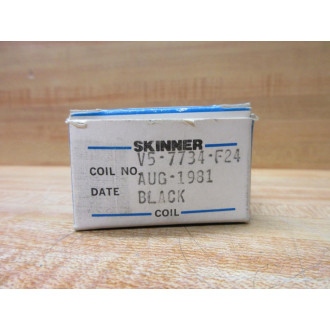 SKINNER
COIL NO. V5-7734-F24
DATE AUG-1981
BLACK
COIL